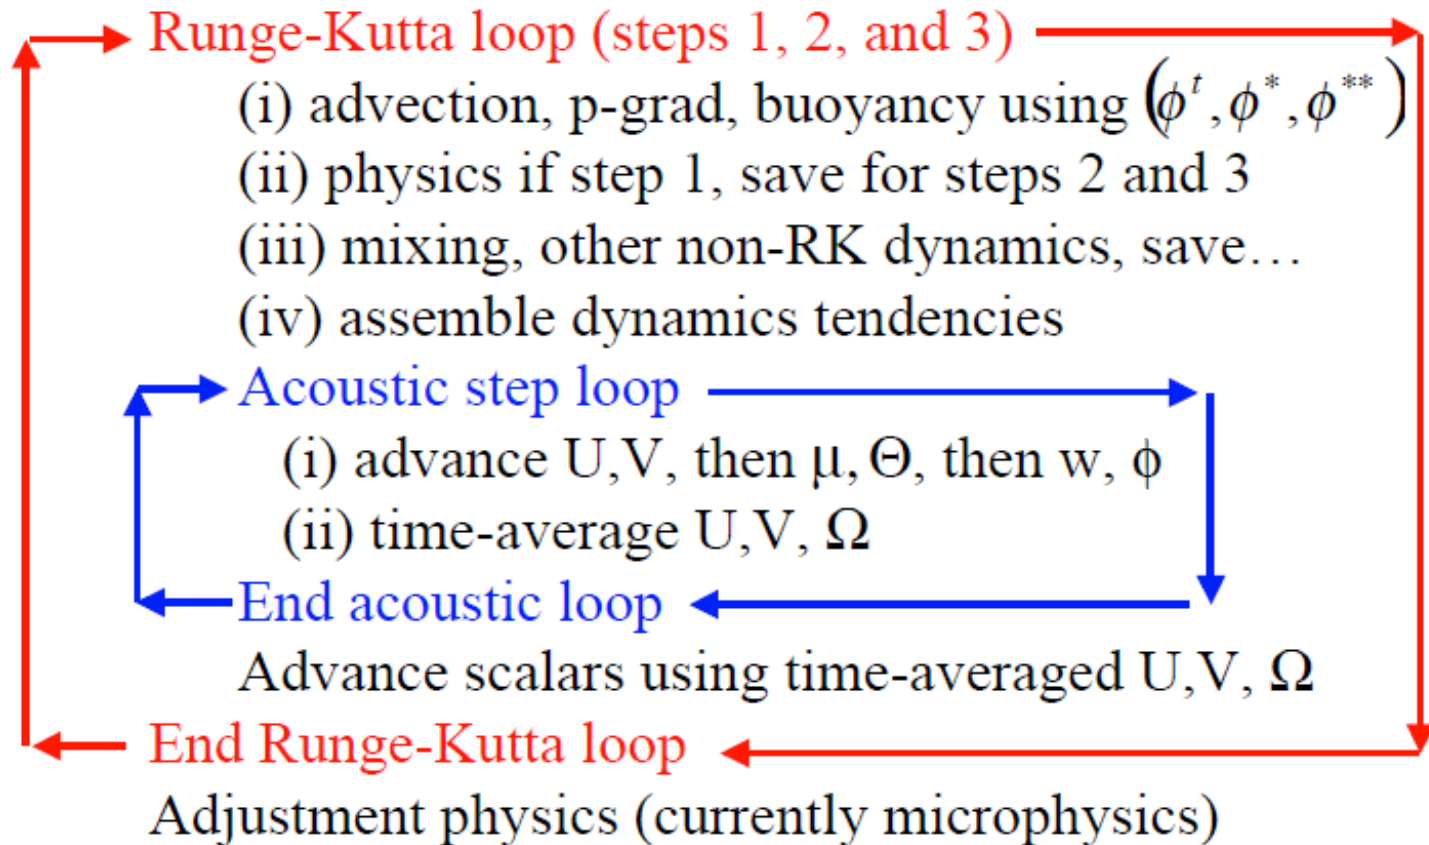 Runge-Kutta loop (steps 1, 2, and 3)
(i) advection, p-grad, buoyancy using (ϕᵗ, ϕ*, ϕ**)
(ii) physics if step 1, save for steps 2 and 3
(iii) mixing, other non-RK dynamics, save…
(iv) assemble dynamics tendencies
Acoustic step loop
(i) advance U,V, then μ, Θ, then w, ϕ
(ii) time-average U,V, Ω
End acoustic loop
Advance scalars using time-averaged U,V, Ω
End Runge-Kutta loop
Adjustment physics (currently microphysics)